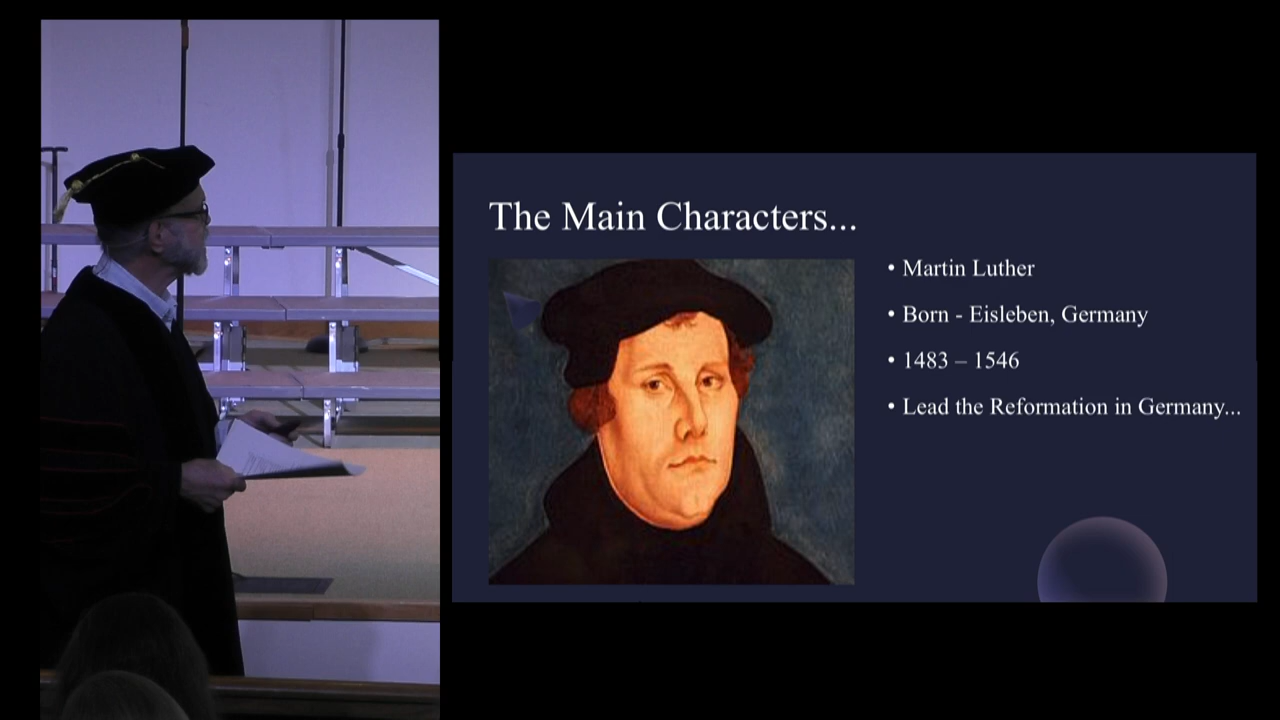 The Main Characters...
• Martin Luther
• Born - Eisleben, Germany
• 1483 – 1546
• Lead the Reformation in Germany...